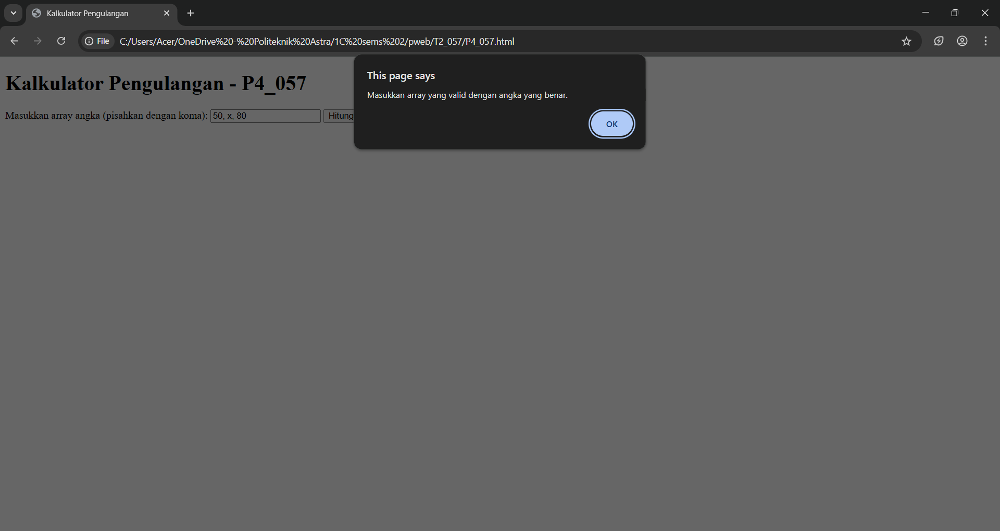 Kalkulator Pengulangan
File
C:/Users/Acer/OneDrive%20-%20Politeknik%20Astra/1C%20sems%202/pweb/T2_057/P4_057.html
Kalkulator Pengulangan - P4_057
Masukkan array angka (pisahkan dengan koma): 50, x, 80 Hitung
This page says
Masukkan array yang valid dengan angka yang benar.
OK